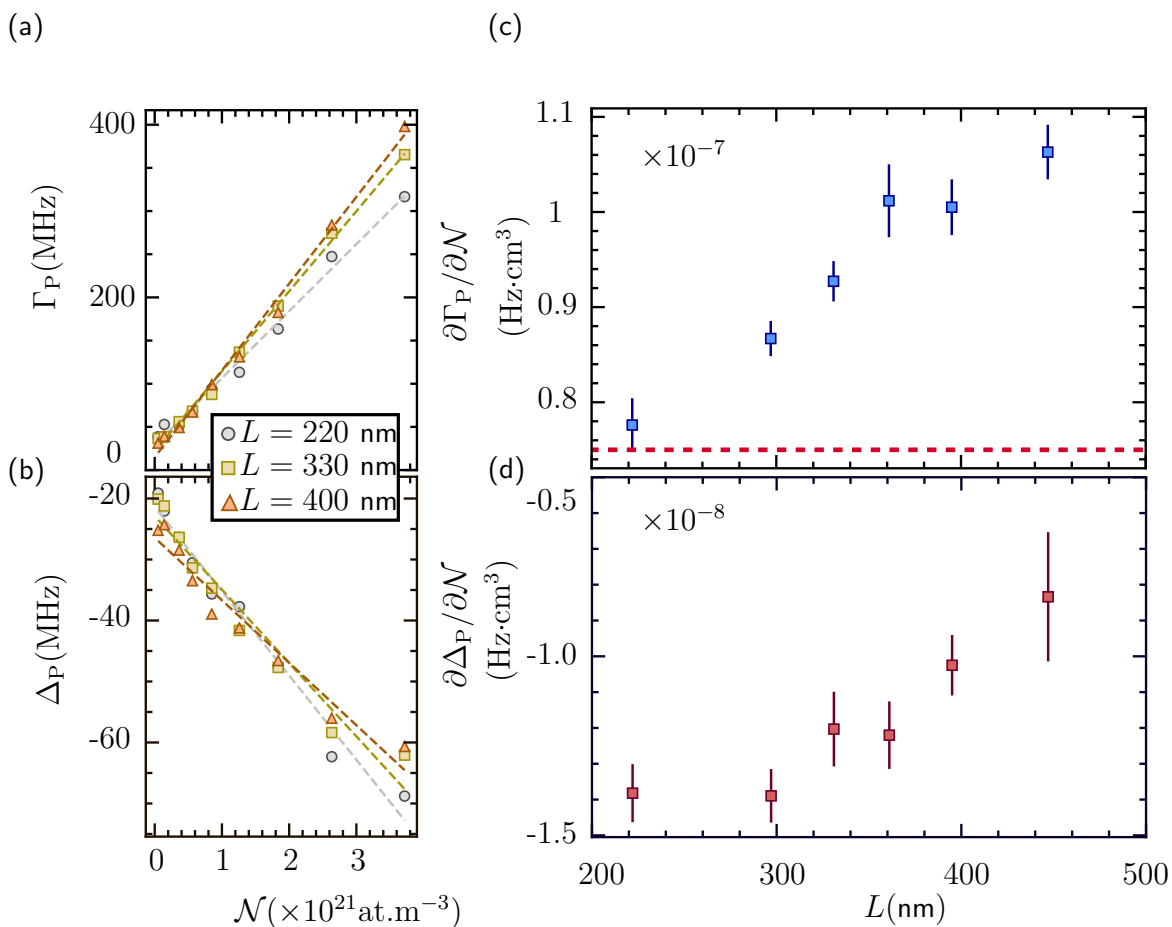 (a)
400
200
0
Γ_P(MHz)
L = 220 nm
L = 330 nm
L = 400 nm
(b)
-20
-40
-60
Δ_P(MHz)
0 1 2 3
𝒩(×10^{21}at.m^{−3})
(c)
×10^{−7}
1.1
1
0.9
0.8
∂Γ_P/∂𝒩
(Hz·cm^3)
(d)
×10^{−8}
-0.5
-1.0
-1.5
∂Δ_P/∂𝒩
(Hz·cm^3)
200 300 400 500
L(nm)